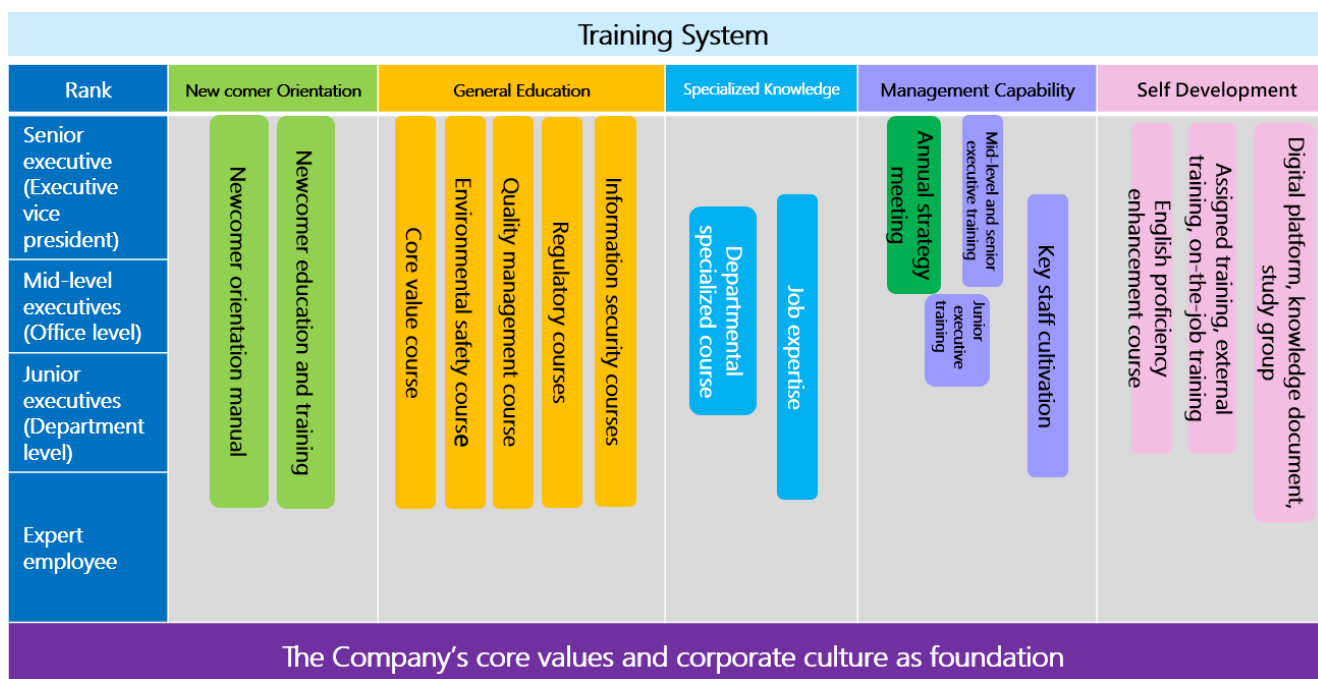 Training System
Rank
New comer Orientation
General Education
Specialized Knowledge
Management Capability
Self Development
Senior
executive
(Executive
vice
president)
Mid-level
executives
(Office level)
Junior
executives
(Department
level)
Expert
employee
Newcomer orientation manual
Newcomer education and training
Core value course
Environmental safety course
Quality management course
Regulatory courses
Information security courses
Departmental
specialized course
Job expertise
Annual strategy
meeting
Mid-level and senior
executive training
Junior
executive
training
Key staff cultivation
English proficiency
enhancement course
Assigned training, external
training, on-the-job training
Digital platform, knowledge document,
study group
The Company's core values and corporate culture as foundation